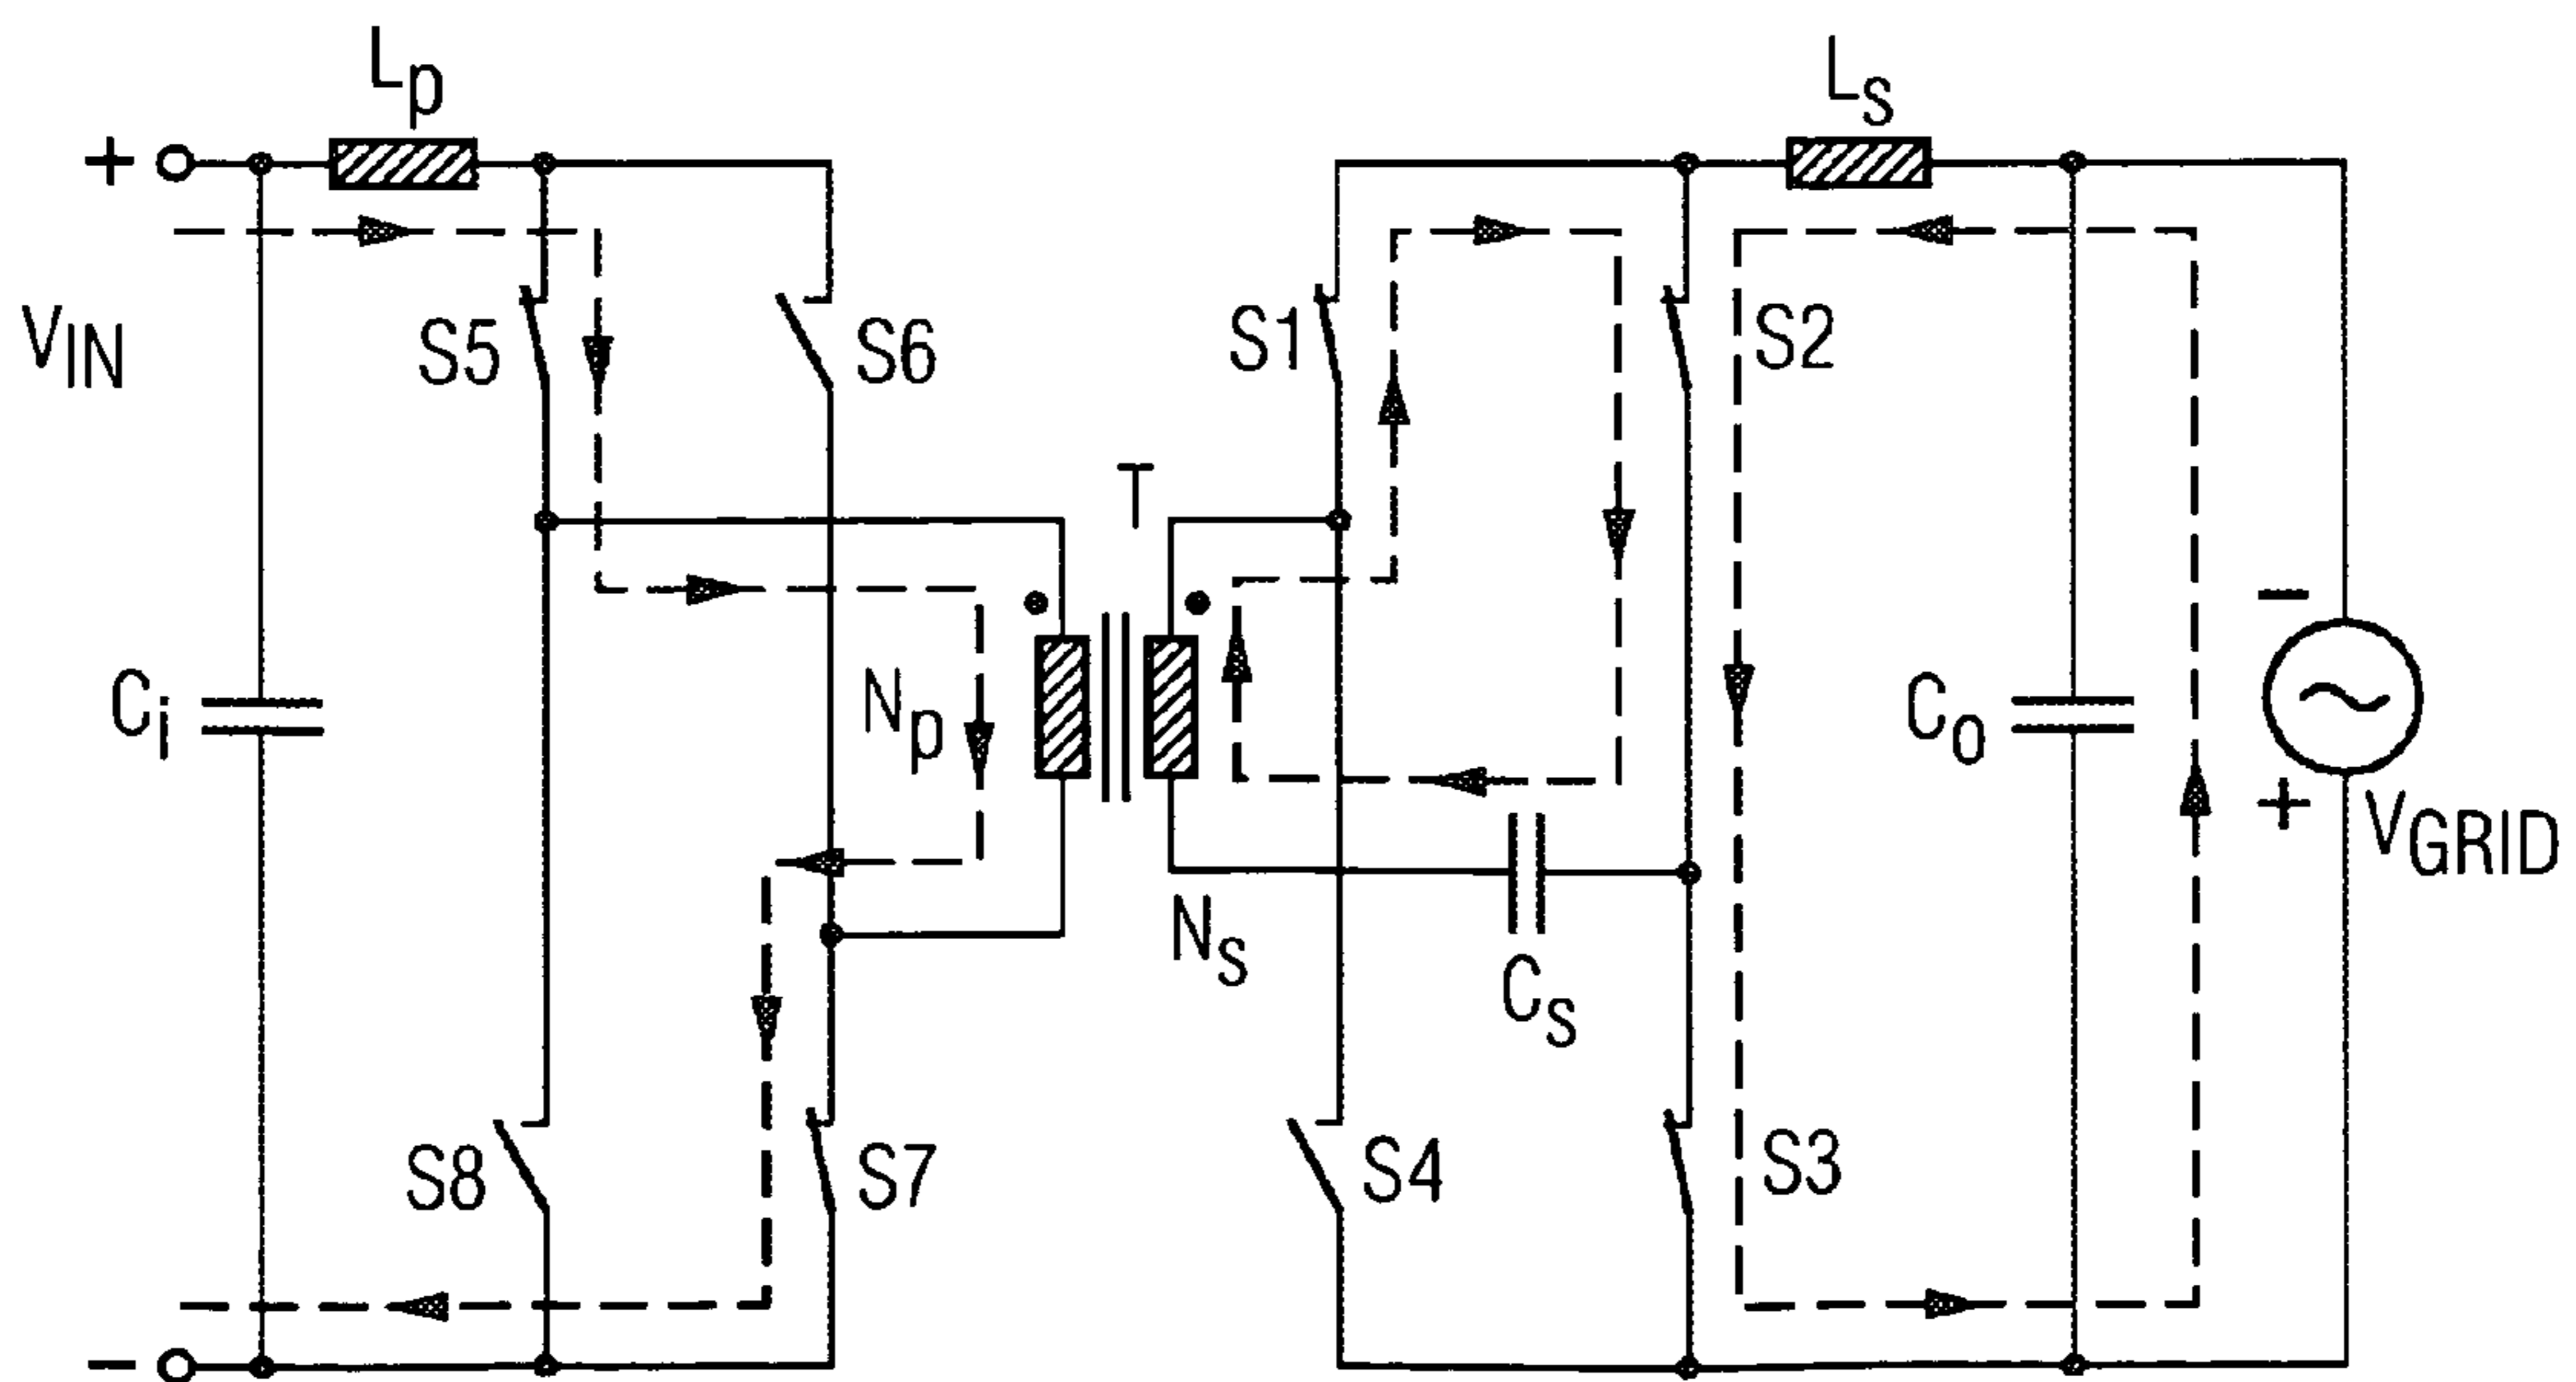 Lp
Ls
+
VIN
S5
S6
S1
S2
T
−
Ci
Np
Co
+
VGRID
Ns
Cs
S8
S7
S4
S3
−